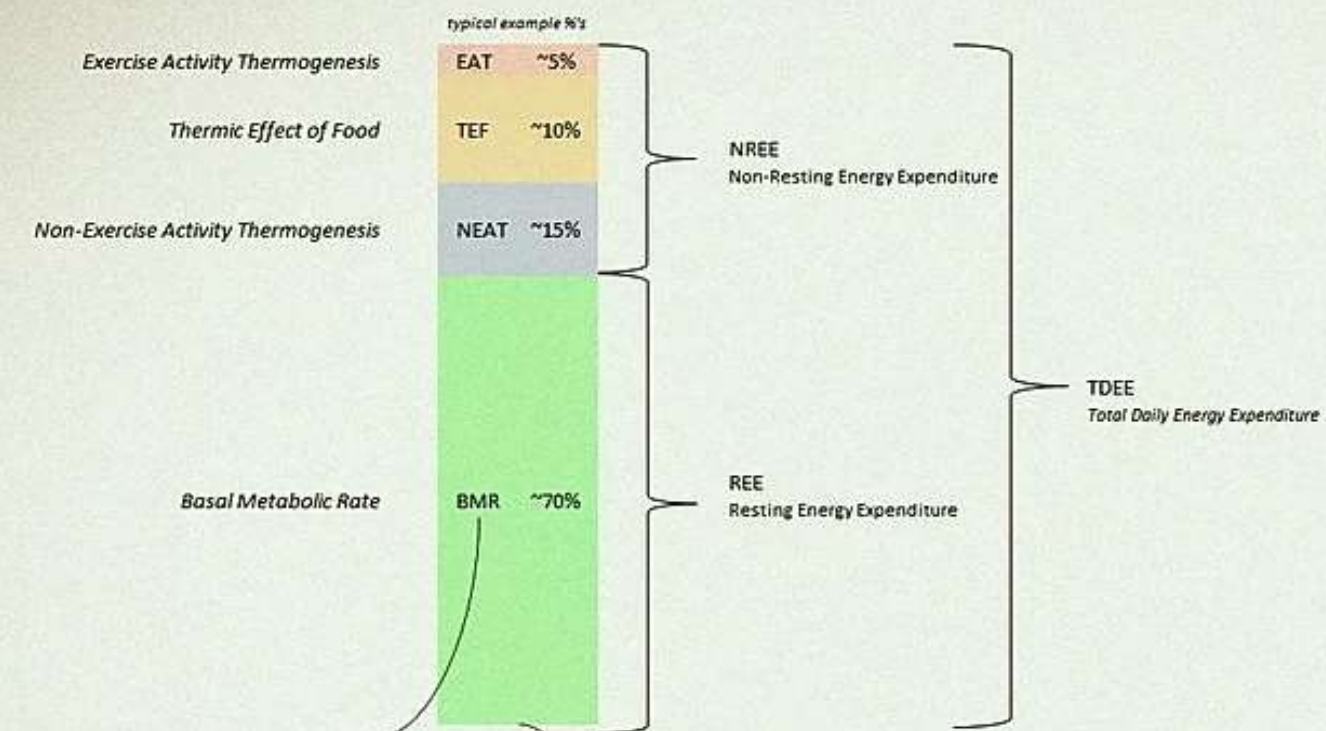 typical example %'s
Exercise Activity Thermogenesis EAT ~5%
Thermic Effect of Food TEF ~10%
NREE
Non-Resting Energy Expenditure
Non-Exercise Activity Thermogenesis NEAT ~15%
TDEE
Total Daily Energy Expenditure
REE
Basal Metabolic Rate BMR ~70%
Resting Energy Expenditure